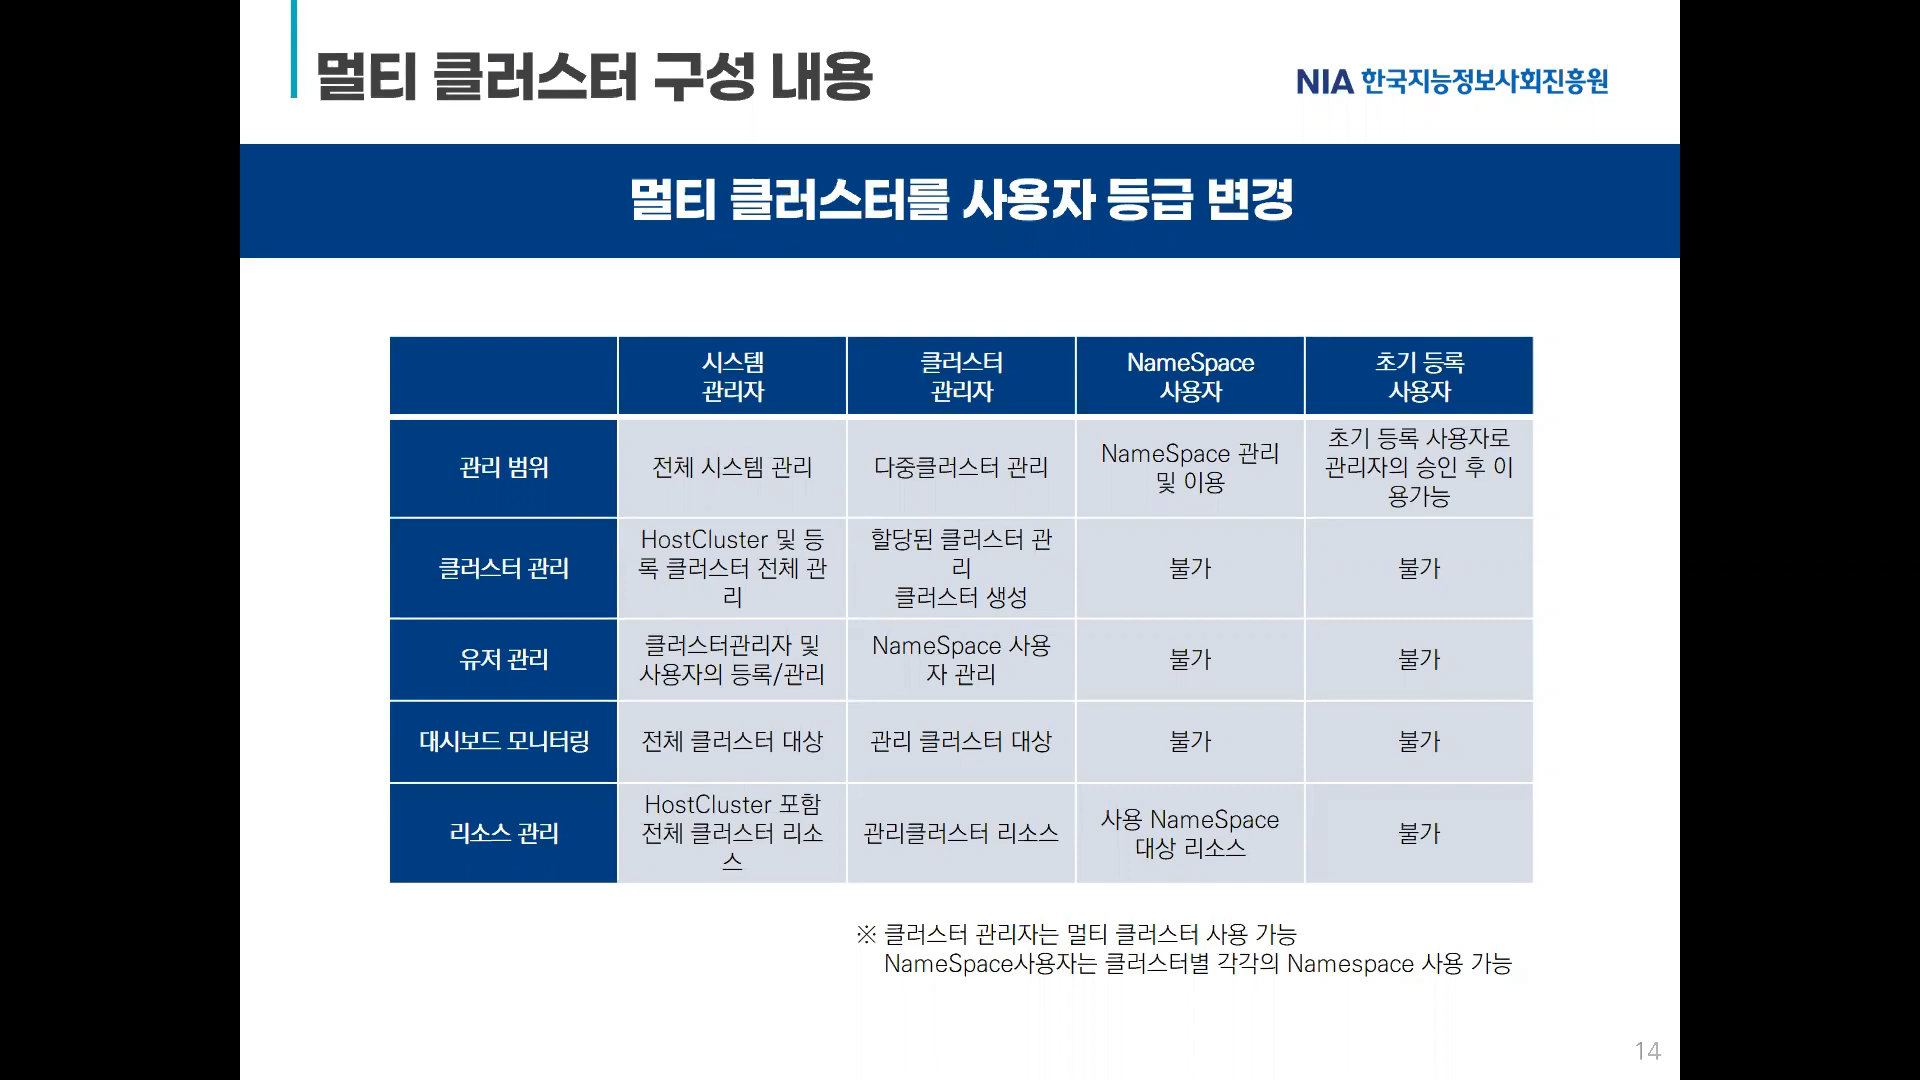 멀티 클러스터 구성 내용
NIA 한국지능정보사회진흥원
멀티 클러스터를 사용자 등급 변경
시스템
관리자
클러스터
관리자
NameSpace
사용자
초기 등록
사용자
관리 범위
전체 시스템 관리
다중클러스터 관리
NameSpace 관리
및 이용
초기 등록 사용자로
관리자의 승인 후 이
용가능
클러스터 관리
HostCluster 및 등
록 클러스터 전체 관
리
할당된 클러스터 관
리
클러스터 생성
불가
불가
유저 관리
클러스터관리자 및
사용자의 등록/관리
NameSpace 사용
자 관리
불가
불가
대시보드 모니터링
전체 클러스터 대상
관리 클러스터 대상
불가
불가
리소스 관리
HostCluster 포함
전체 클러스터 리소
스
관리클러스터 리소스
사용 NameSpace
대상 리소스
불가
※ 클러스터 관리자는 멀티 클러스터 사용 가능
NameSpace사용자는 클러스터별 각각의 Namespace 사용 가능
14